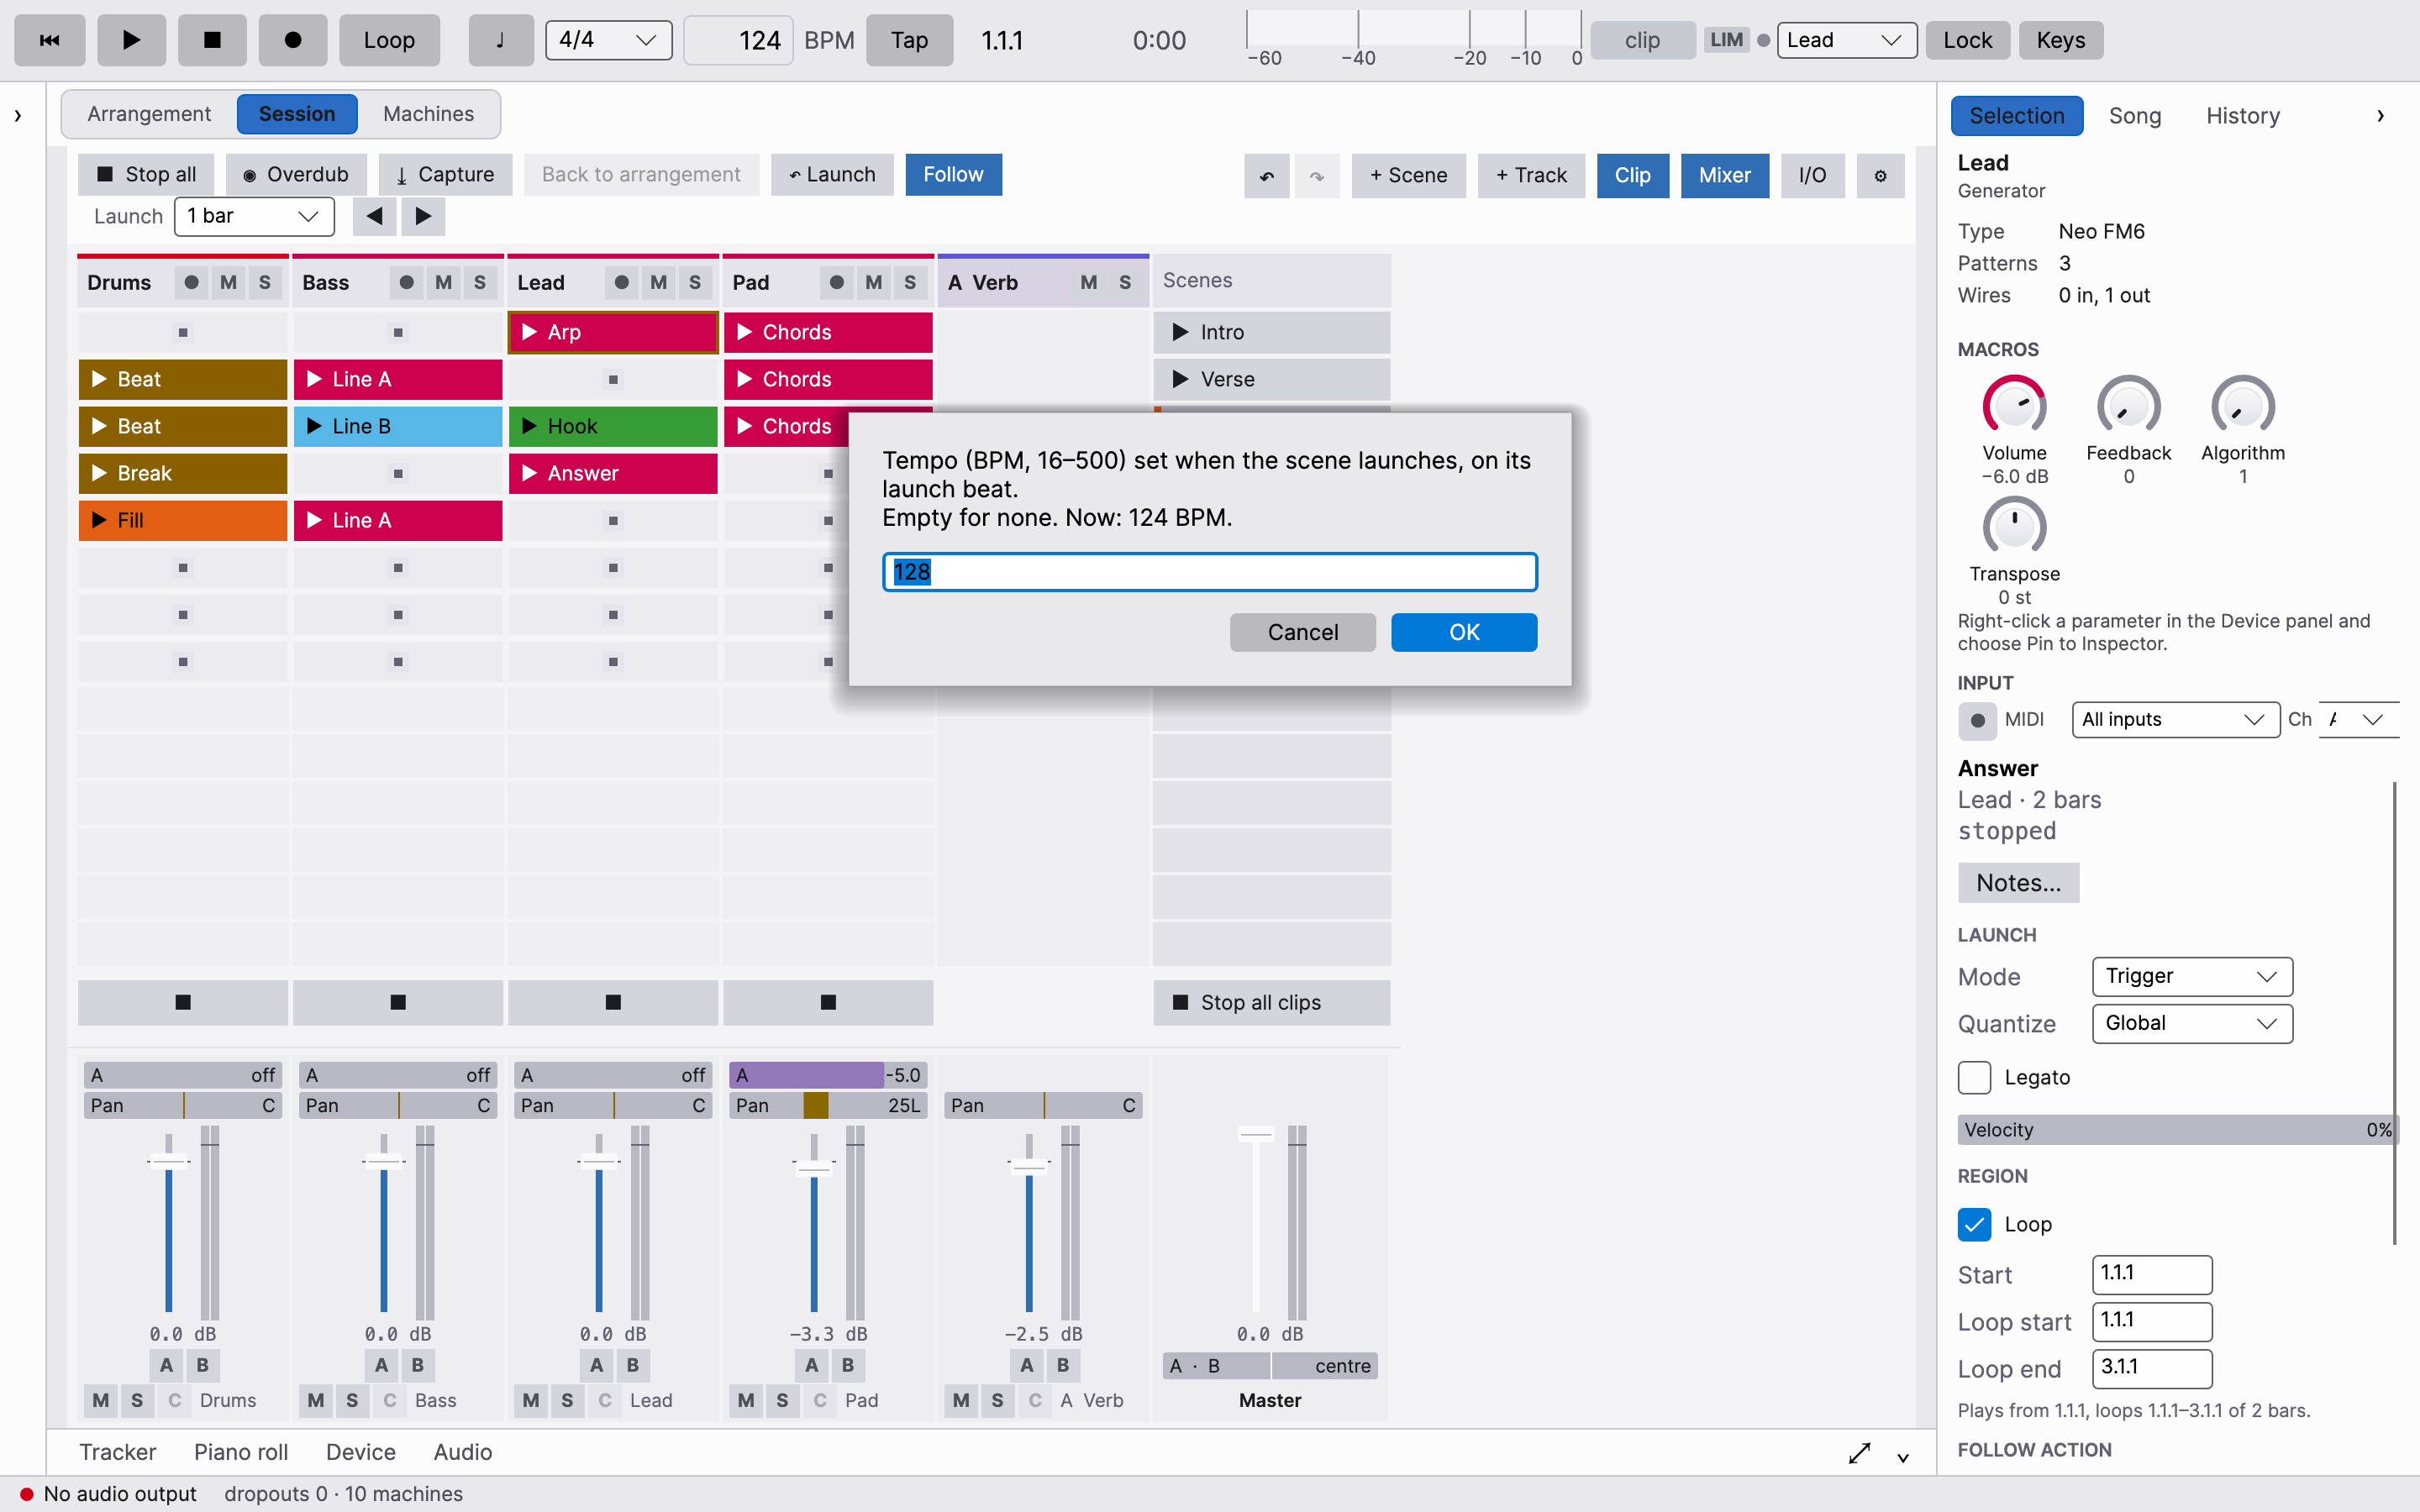 Loop
4/4
124 BPM
Tap
1.1.1
0:00
−60 −40 −20 −10 0
clip
LIM
Lead
Lock
Keys
Arrangement Session Machines
Stop all
Overdub
Capture
Back to arrangement
Launch
Follow
+ Scene
+ Track
Clip
Mixer
I/O
Launch 1 bar
Drums M S
Bass M S
Lead M S
Pad M S
A Verb M S
Scenes
Arp Chords Intro
Beat Line A Chords Verse
Beat Line B Hook Chords
Break Answer
Fill Line A
Tempo (BPM, 16–500) set when the scene launches, on its
launch beat.
Empty for none. Now: 124 BPM.
128
Cancel OK
Stop all clips
A off A off A off A -5.0
Pan C Pan C Pan C Pan 25L Pan C
0.0 dB 0.0 dB 0.0 dB −3.3 dB −2.5 dB 0.0 dB
A B A B A B A B A B A · B centre
M S C Drums M S C Bass M S C Lead M S C Pad M S C A Verb Master
Tracker Piano roll Device Audio
No audio output dropouts 0 · 10 machines
Selection Song History
Lead
Generator
Type Neo FM6
Patterns 3
Wires 0 in, 1 out
MACROS
Volume Feedback Algorithm
−6.0 dB 0 1
Transpose
0 st
Right-click a parameter in the Device panel and
choose Pin to Inspector.
INPUT
MIDI All inputs Ch
Answer
Lead · 2 bars
stopped
Notes...
LAUNCH
Mode Trigger
Quantize Global
Legato
Velocity 0%
REGION
Loop
Start 1.1.1
Loop start 1.1.1
Loop end 3.1.1
Plays from 1.1.1, loops 1.1.1–3.1.1 of 2 bars.
FOLLOW ACTION